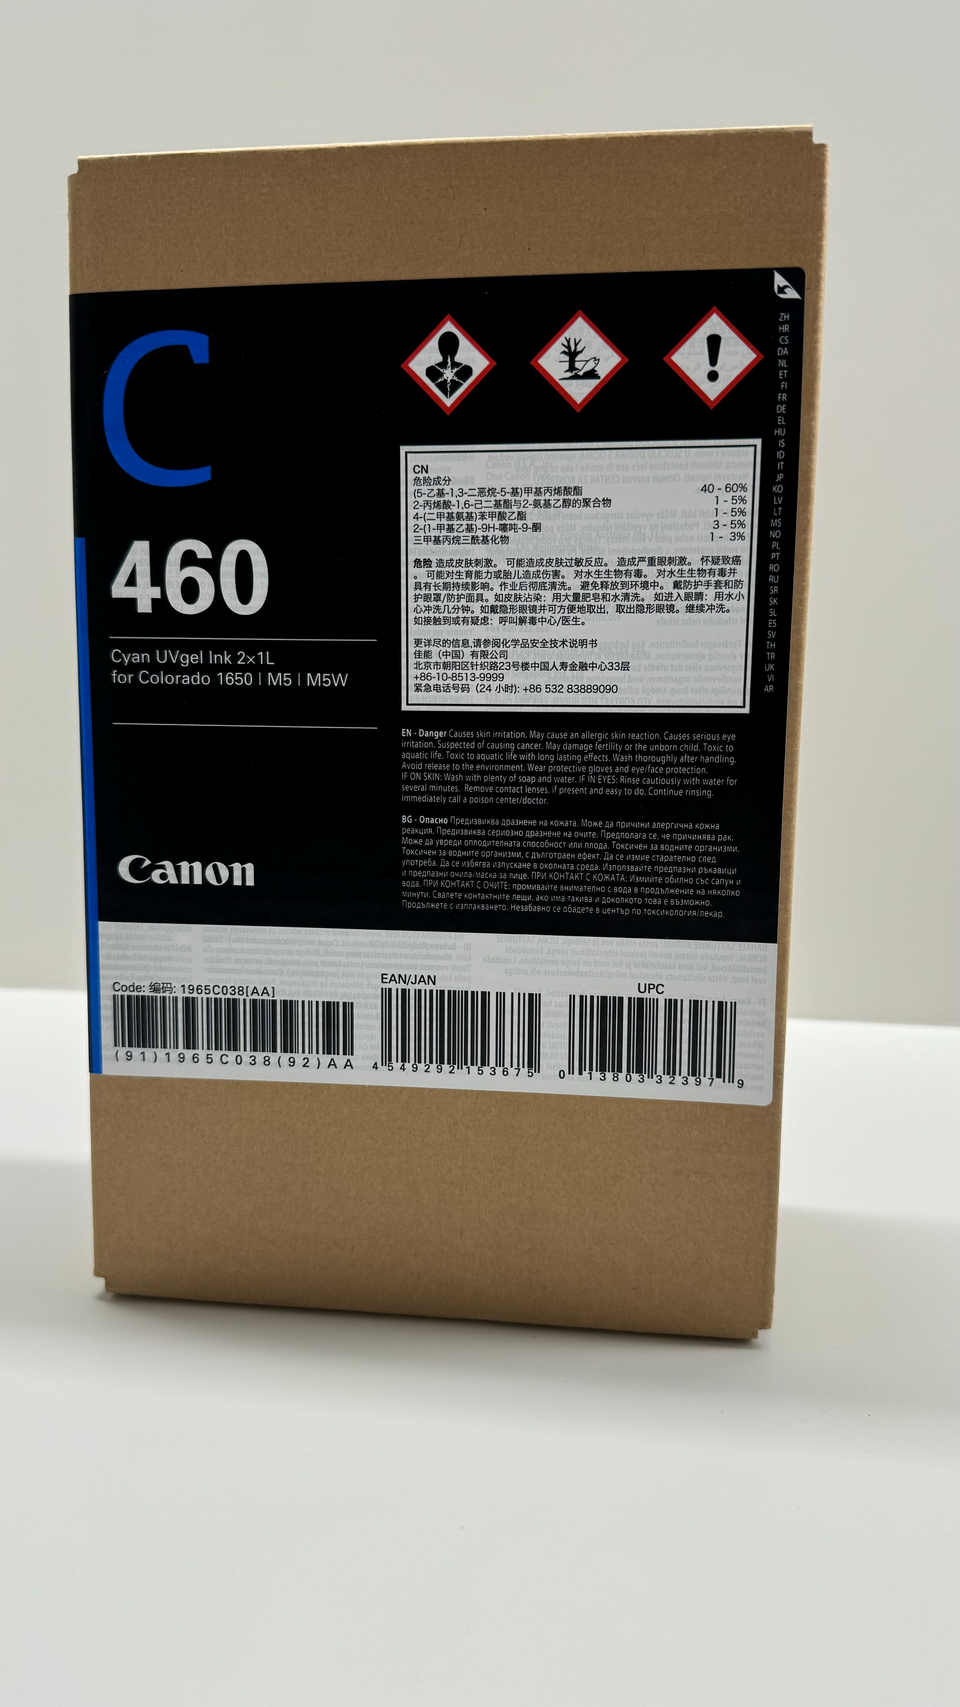 C
460
Cyan UVgel Ink 2x1L
for Colorado 1650 | M5 | M5W
Canon
CN
危险成分
(5-乙基-1,3-二恶烷-5-基)甲基丙烯酸酯 40 - 60%
2-丙烯酸-1,6-己二基酯与2-氨基乙醇的聚合物 1 - 5%
4-(二甲基氨基)苯甲酸乙酯 1 - 5%
2-(1-甲基乙基)-9H-噻吨-9-酮 3 - 5%
三甲基丙烷三酰基化物 1 - 3%
危险 造成皮肤刺激。 可能造成皮肤过敏反应。 造成严重眼刺激。 怀疑致癌
。 可能对生育能力或胎儿造成伤害。 对水生生物有毒。 对水生生物有毒并
具有长期持续影响。作业后彻底清洗。 避免释放到环境中。 戴防护手套和防
护眼罩/防护面具。如皮肤沾染：用大量肥皂和水清洗。 如进入眼睛：用水小
心冲洗几分钟。如戴隐形眼镜并可方便地取出，取出隐形眼镜。继续冲洗。
如接触到或有疑虑：呼叫解毒中心/医生。
更详尽的信息,请参阅化学品安全技术说明书
佳能（中国）有限公司
北京市朝阳区针织路23号楼中国人寿金融中心33层
+86-10-8513-9999
紧急电话号码（24 小时): +86 532 83889090
EN - Danger Causes skin irritation. May cause an allergic skin reaction. Causes serious eye
irritation. Suspected of causing cancer. May damage fertility or the unborn child. Toxic to
aquatic life. Toxic to aquatic life with long lasting effects. Wash thoroughly after handling.
Avoid release to the environment. Wear protective gloves and eye/face protection.
IF ON SKIN: Wash with plenty of soap and water. IF IN EYES: Rinse cautiously with water for
several minutes. Remove contact lenses, if present and easy to do. Continue rinsing.
Immediately call a poison center/doctor.
BG - Опасно Предизвиква дразнене на кожата. Може да причини алергична кожна
реакция. Предизвиква сериозно дразнене на очите. Предполага се, че причинява рак.
Може да увреди оплодителната способност или плода. Токсичен за водните организми.
Токсичен за водните организми, с дълготраен ефект. Да се измие старателно след
употреба. Да се избягва изпускане в околната среда. Използвайте предпазни ръкавици
и предпазни очила/маска за лице. ПРИ КОНТАКТ С КОЖАТА: Измийте обилно със сапун и
вода. ПРИ КОНТАКТ С ОЧИТЕ: промивайте внимателно с вода в продължение на няколко
минути. Свалете контактните лещи, ако има такива и доколкото това е възможно.
Продължете с изплакването. Незабавно се обадете в център по токсикология/лекар.
ZH
HR
CS
DA
NL
ET
FI
FR
DE
EL
HU
IS
ID
IT
JP
KO
LV
LT
MS
NO
PL
PT
RO
RU
SR
SK
SL
ES
SV
TH
TR
UK
VI
AR
Code: 编码: 1965C038[AA]
(91)1965C038(92)AA
EAN/JAN
4 549292 153675
UPC
0 13803 32397 9